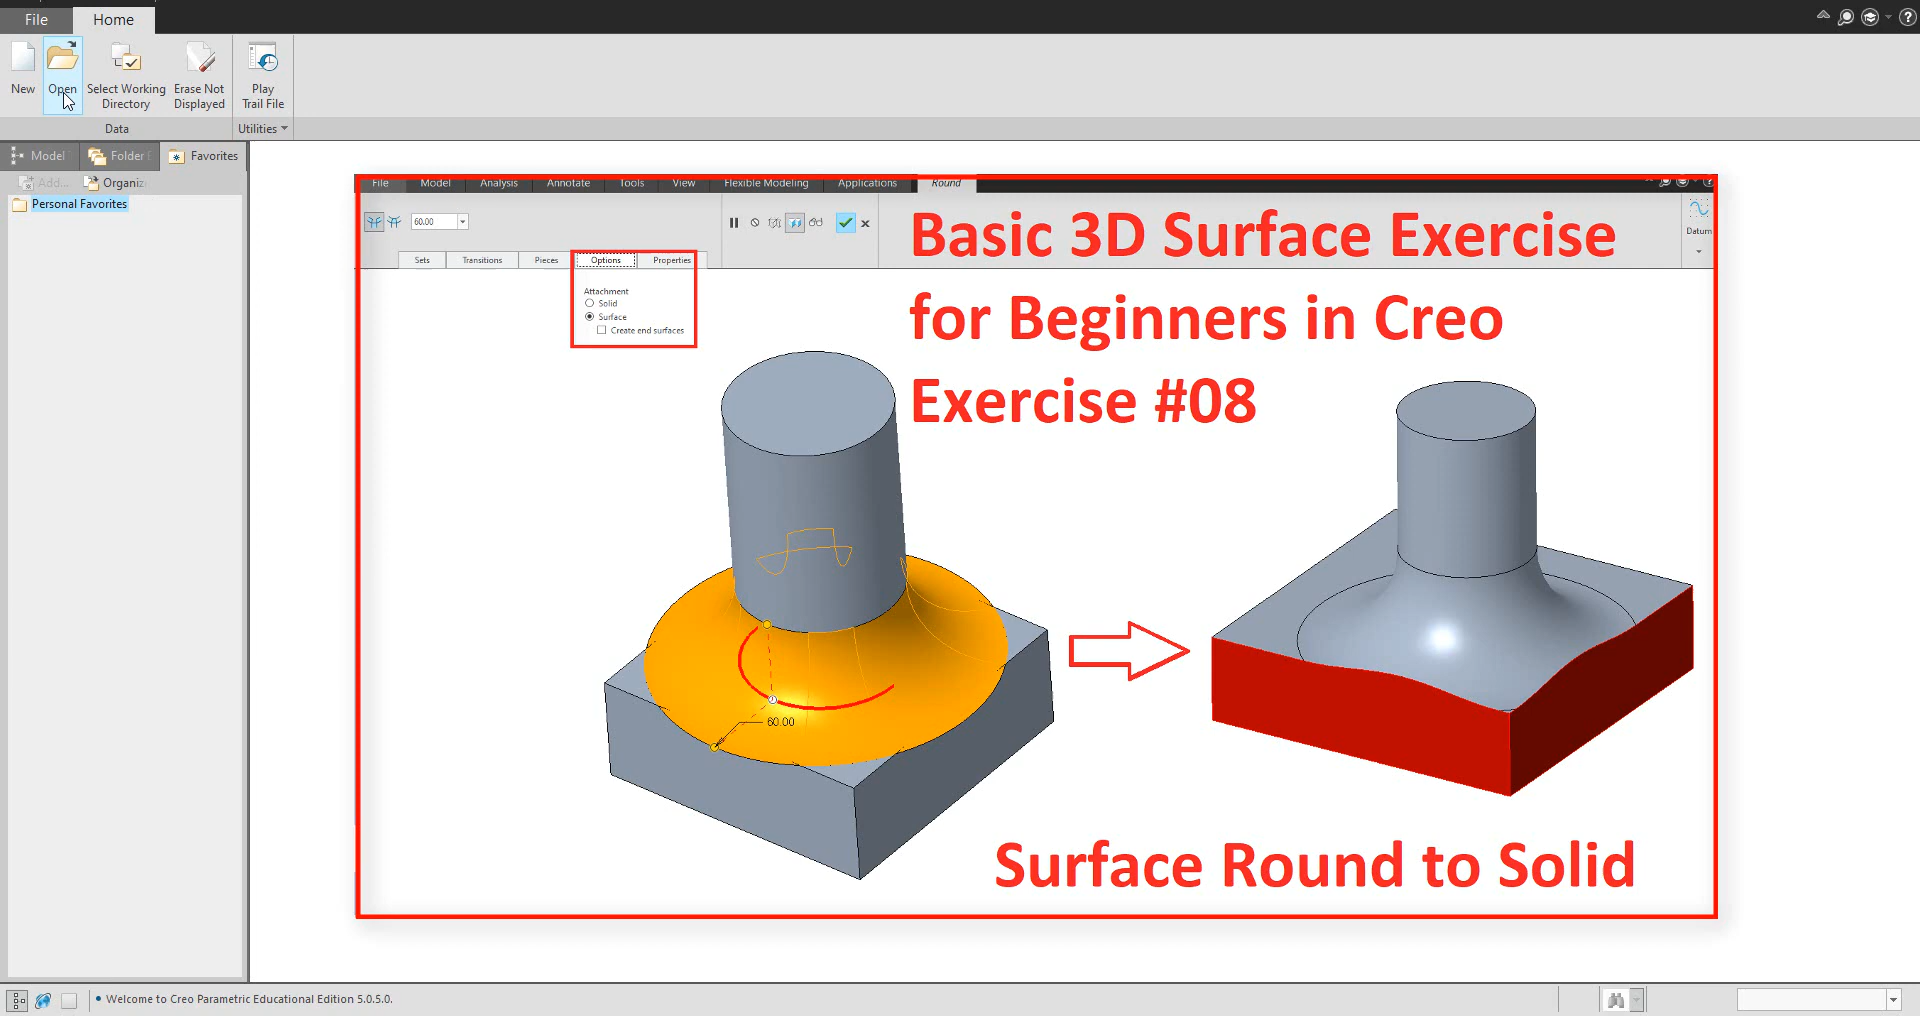 File Home
New
Open
Select Working
Directory
Erase Not
Displayed
Play
Trail File
Data
Utilities
Model
Folder
Favorites
Add...
Organiz
Personal Favorites
File Model Analysis Annotate Tools View Flexible Modeling Applications Round
60.00
Datum
Sets Transitions Pieces Options Properties
Attachment
Solid
Surface
Create end surfaces
Basic 3D Surface Exercise
for Beginners in Creo
Exercise #08
60.00
Surface Round to Solid
• Welcome to Creo Parametric Educational Edition 5.0.5.0.